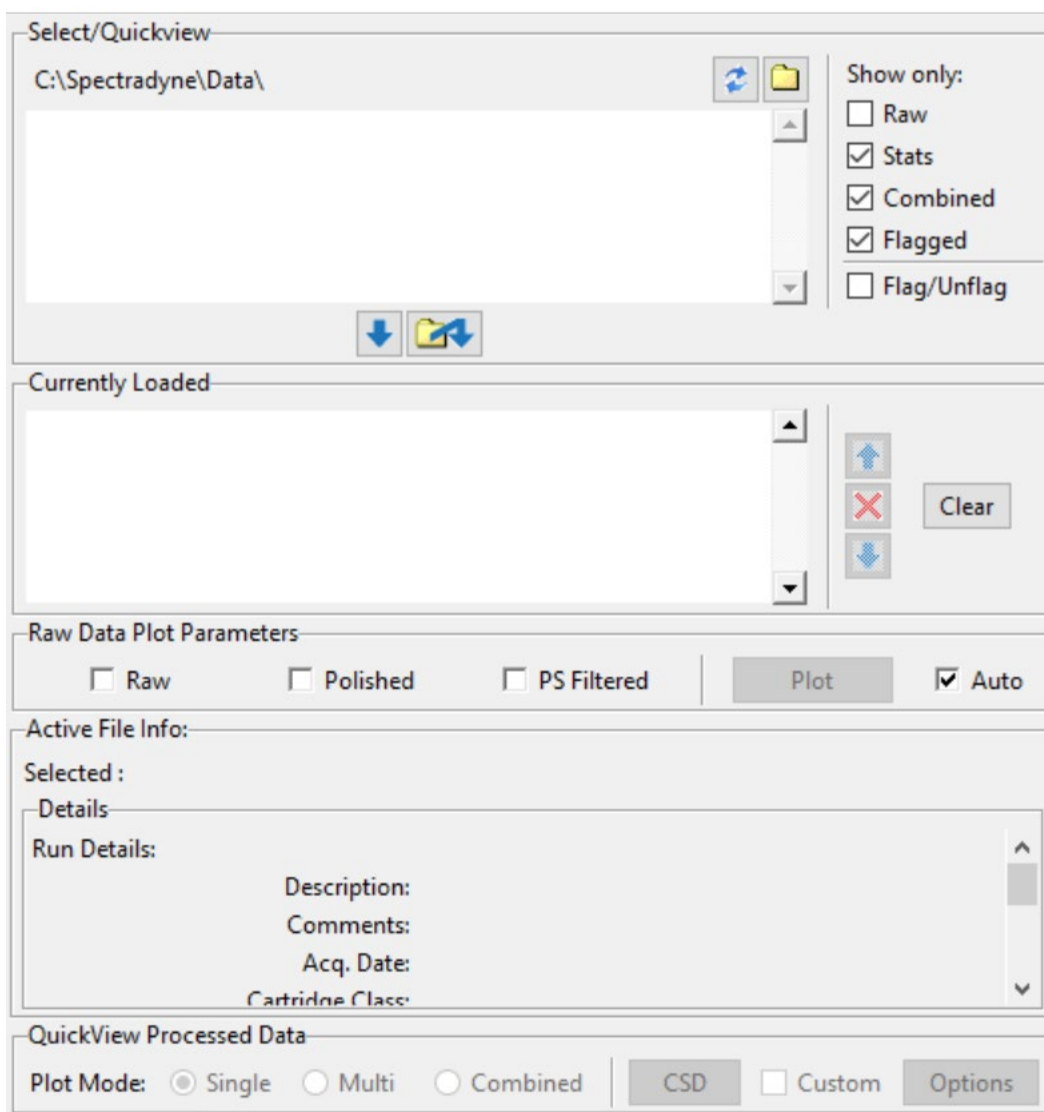 Select/Quickview
C:\Spectradyne\Data\
Show only:
Raw
Stats
Combined
Flagged
Flag/Unflag
Currently Loaded
Clear
Raw Data Plot Parameters
Raw Polished PS Filtered Plot Auto
Active File Info:
Selected :
Details
Run Details:
Description:
Comments:
Acq. Date:
Cartridge Class:
QuickView Processed Data
Plot Mode: Single Multi Combined CSD Custom Options